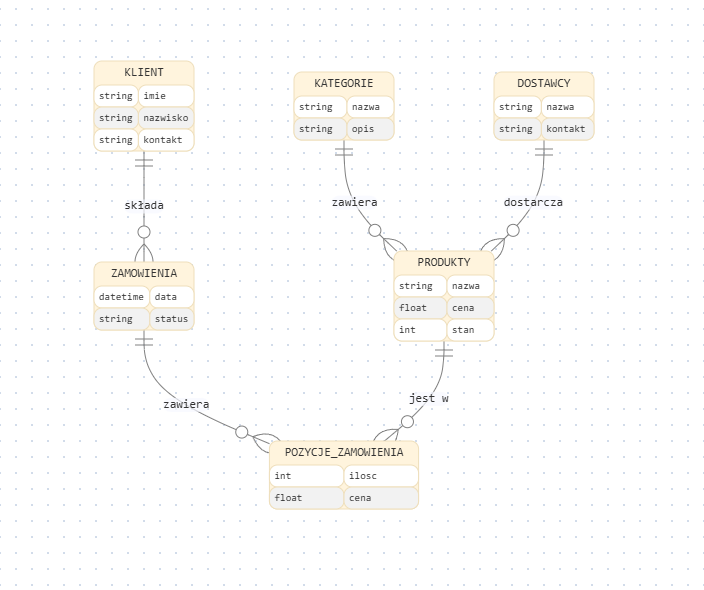 KLIENT
string imie
string nazwisko
string kontakt
KATEGORIE
string nazwa
string opis
DOSTAWCY
string nazwa
string kontakt
składa
zawiera
dostarcza
ZAMOWIENIA
datetime data
string status
PRODUKTY
string nazwa
float cena
int stan
zawiera
jest w
POZYCJE_ZAMOWIENIA
int ilosc
float cena